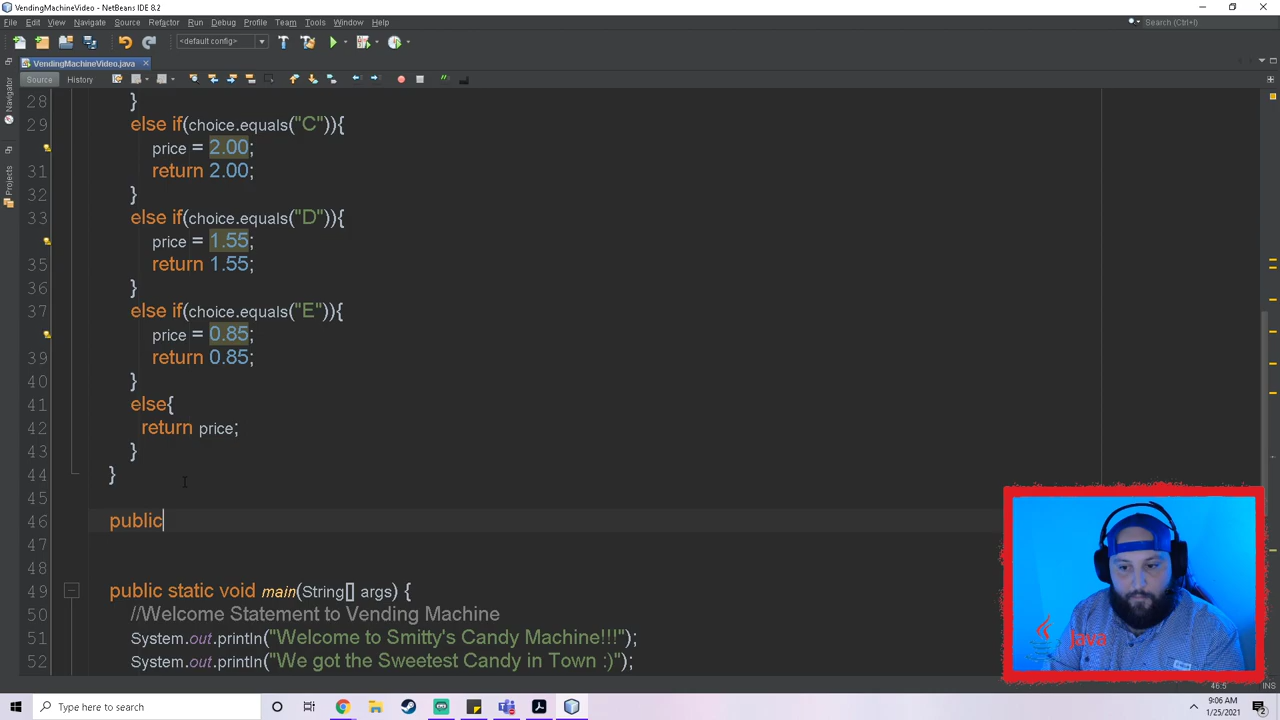 VendingMachineVideo - NetBeans IDE 8.2
File Edit View Navigate Source Refactor Run Debug Profile Team Tools Window Help
Search (Ctrl+I)
<default config>
VendingMachineVideo.java
Source History
Navigator
Projects
28 }
29 else if(choice.equals("C")){
price = 2.00;
31 return 2.00;
32 }
33 else if(choice.equals("D")){
price = 1.55;
35 return 1.55;
36 }
37 else if(choice.equals("E")){
price = 0.85;
39 return 0.85;
40 }
41 else{
42 return price;
43 }
44 }
45
46 public
47
48
49 public static void main(String[] args) {
50 //Welcome Statement to Vending Machine
51 System.out.println("Welcome to Smitty's Candy Machine!!!");
52 System.out.println("We got the Sweetest Candy in Town :)");
Java
46:5 INS
Type here to search
9:06 AM
1/25/2021
2